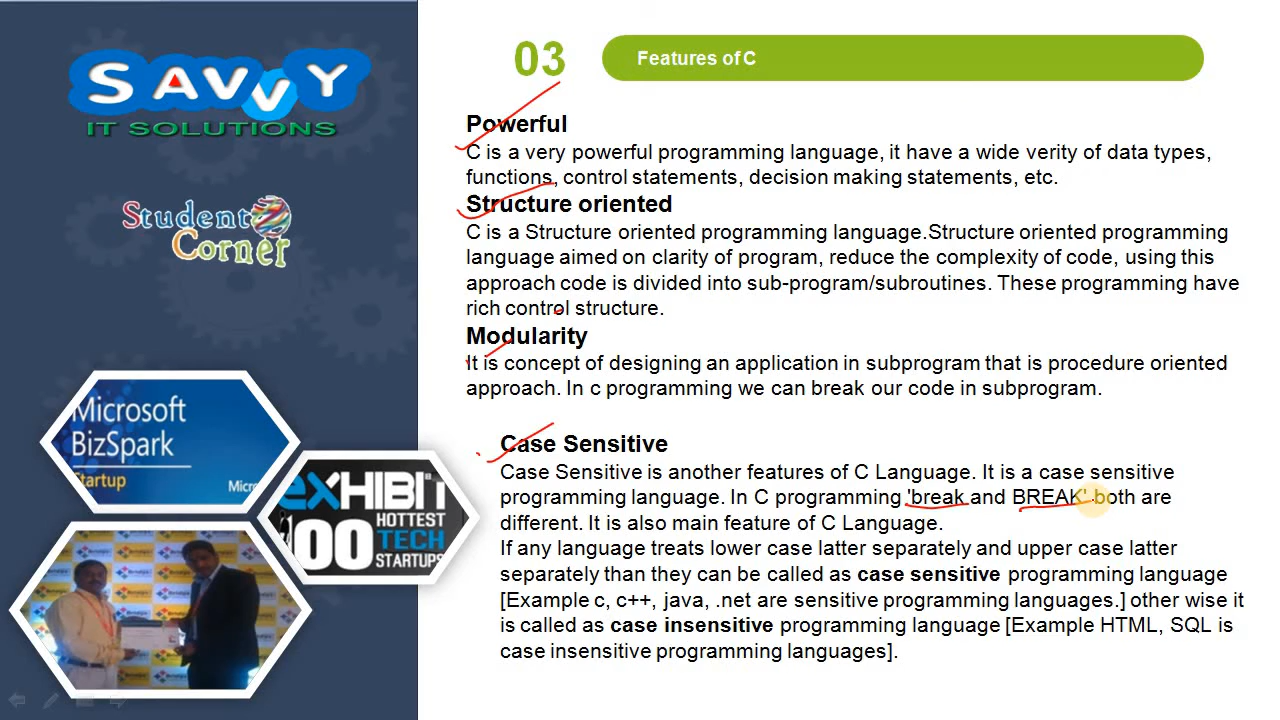 SAVVY
IT SOLUTIONS
Student
Corner
Microsoft
BizSpark
Startup
Micr
EXHIBIT
100
HOTTEST
TECH
STARTUPS
03
Features of C
Powerful
C is a very powerful programming language, it have a wide verity of data types,
functions, control statements, decision making statements, etc.
Structure oriented
C is a Structure oriented programming language.Structure oriented programming
language aimed on clarity of program, reduce the complexity of code, using this
approach code is divided into sub-program/subroutines. These programming have
rich control structure.
Modularity
It is concept of designing an application in subprogram that is procedure oriented
approach. In c programming we can break our code in subprogram.
Case Sensitive
Case Sensitive is another features of C Language. It is a case sensitive
programming language. In C programming 'break and BREAK' both are
different. It is also main feature of C Language.
If any language treats lower case latter separately and upper case latter
separately than they can be called as case sensitive programming language
[Example c, c++, java, .net are sensitive programming languages.] other wise it
is called as case insensitive programming language [Example HTML, SQL is
case insensitive programming languages].